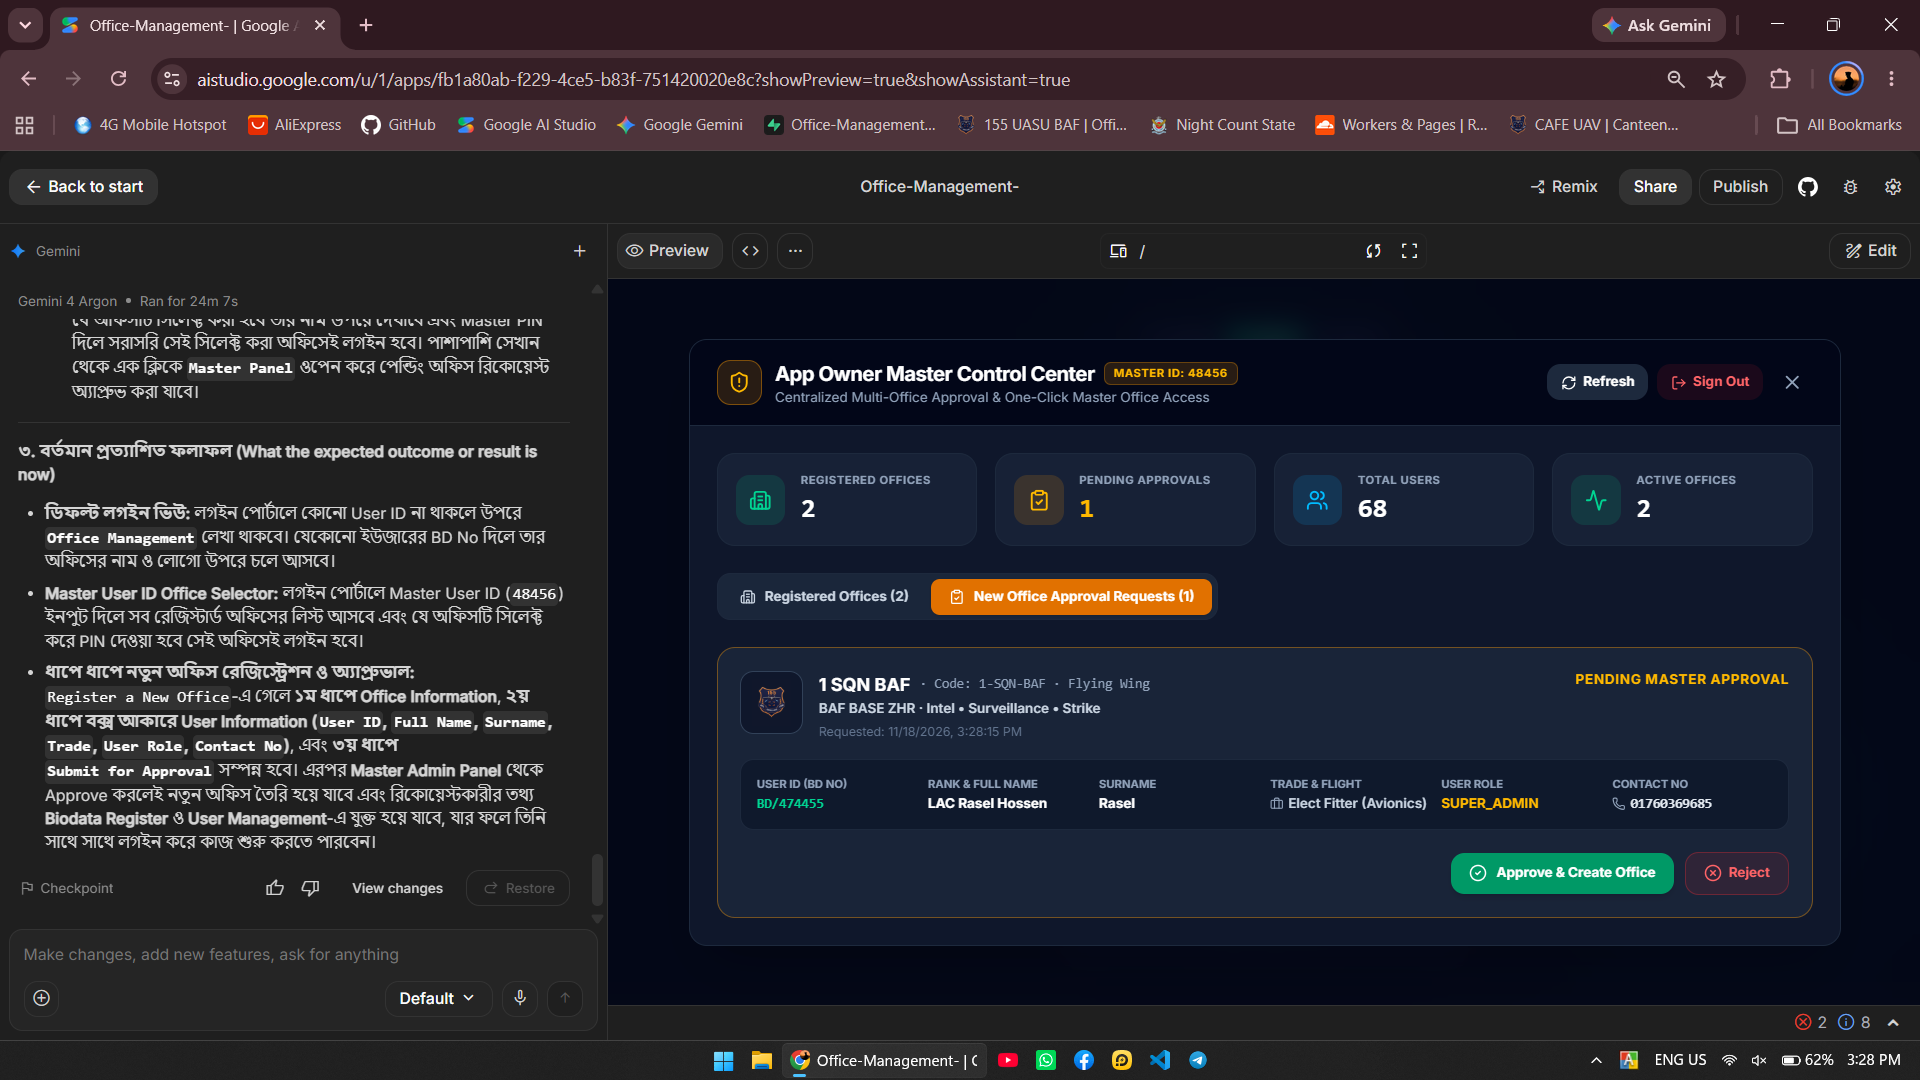 Office-Management- | Google A
Ask Gemini
aistudio.google.com/u/1/apps/fb1a80ab-f229-4ce5-b83f-751420020e8c?showPreview=true&showAssistant=true
4G Mobile Hotspot
AliExpress
GitHub
Google AI Studio
Google Gemini
Office-Management...
155 UASU BAF | Offi...
Night Count State
Workers & Pages | R...
CAFE UAV | Canteen...
All Bookmarks
Back to start
Office-Management-
Remix
Share
Publish
Gemini
Preview
/
Edit
Gemini 4 Argon • Ran for 24m 7s
যে অফিসটি সিলেক্ট করা হবে তার নাম উপরে দেখাবে এবং Master PIN
দিলে সরাসরি সেই সিলেক্ট করা অফিসেই লগইন হবে। পাশাপাশি সেখান
থেকে এক ক্লিকে Master Panel ওপেন করে পেন্ডিং অফিস রিকোয়েস্ট
অ্যাপ্রুভ করা যাবে।
৩. বর্তমান প্রত্যাশিত ফলাফল (What the expected outcome or result is
now)
• ডিফল্ট লগইন ভিউ: লগইন পোর্টালে কোনো User ID না থাকলে উপরে
Office Management লেখা থাকবে। যেকোনো ইউজারের BD No দিলে তার
অফিসের নাম ও লোগো উপরে চলে আসবে।
• Master User ID Office Selector: লগইন পোর্টালে Master User ID (48456)
ইনপুট দিলে সব রেজিস্টার্ড অফিসের লিস্ট আসবে এবং যে অফিসটি সিলেক্ট
করে PIN দেওয়া হবে সেই অফিসেই লগইন হবে।
• ধাপে ধাপে নতুন অফিস রেজিস্ট্রেশন ও অ্যাপ্রুভাল:
Register a New Office-এ গেলে ১ম ধাপে Office Information, ২য়
ধাপে বক্স আকারে User Information (User ID, Full Name, Surname,
Trade, User Role, Contact No), এবং ৩য় ধাপে
Submit for Approval সম্পন্ন হবে। এরপর Master Admin Panel থেকে
Approve করলেই নতুন অফিস তৈরি হয়ে যাবে এবং রিকোয়েস্টকারীর তথ্য
Biodata Register ও User Management-এ যুক্ত হয়ে যাবে, যার ফলে তিনি
সাথে সাথে লগইন করে কাজ শুরু করতে পারবেন।
Checkpoint
View changes
Restore
Make changes, add new features, ask for anything
Default
App Owner Master Control Center
MASTER ID: 48456
Centralized Multi-Office Approval & One-Click Master Office Access
Refresh
Sign Out
REGISTERED OFFICES
2
PENDING APPROVALS
1
TOTAL USERS
68
ACTIVE OFFICES
2
Registered Offices (2)
New Office Approval Requests (1)
1 SQN BAF · Code: 1-SQN-BAF · Flying Wing
PENDING MASTER APPROVAL
BAF BASE ZHR · Intel • Surveillance • Strike
Requested: 11/18/2026, 3:28:15 PM
USER ID (BD NO)
BD/474455
RANK & FULL NAME
LAC Rasel Hossen
SURNAME
Rasel
TRADE & FLIGHT
Elect Fitter (Avionics)
USER ROLE
SUPER_ADMIN
CONTACT NO
01760369685
Approve & Create Office
Reject
2
8
Office-Management- | G
ENG US
62%
3:28 PM